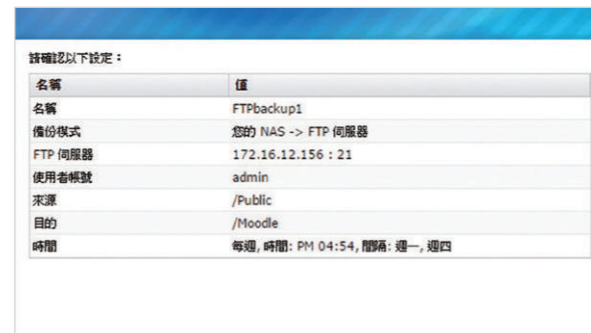 請確認以下設定：
名稱 值
名稱 FTPbackup1
備份模式 您的 NAS -> FTP 伺服器
FTP 伺服器 172.16.12.156 : 21
使用者帳號 admin
來源 /Public
目的 /Moodle
時間 每週, 時間: PM 04:54, 間隔: 週一, 週四